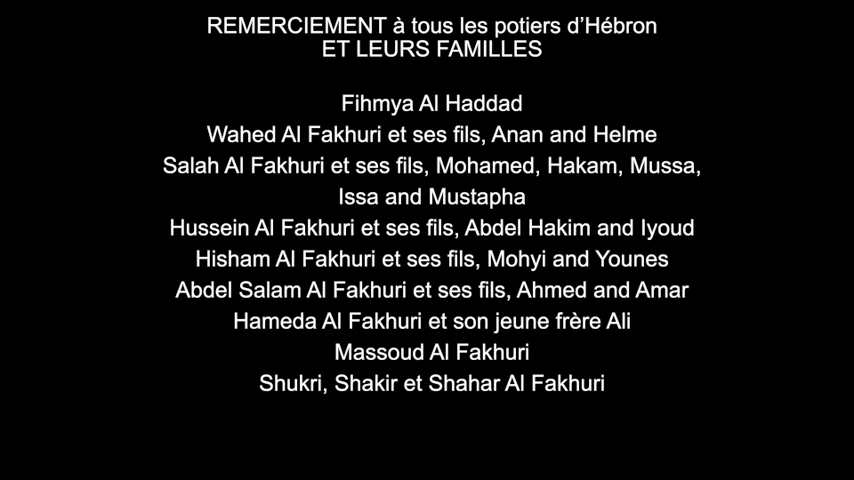 REMERCIEMENT à tous les potiers d’Hébron
ET LEURS FAMILLES
Fihmya Al Haddad
Wahed Al Fakhuri et ses fils, Anan and Helme
Salah Al Fakhuri et ses fils, Mohamed, Hakam, Mussa,
Issa and Mustapha
Hussein Al Fakhuri et ses fils, Abdel Hakim and Iyoud
Hisham Al Fakhuri et ses fils, Mohyi and Younes
Abdel Salam Al Fakhuri et ses fils, Ahmed and Amar
Hameda Al Fakhuri et son jeune frère Ali
Massoud Al Fakhuri
Shukri, Shakir et Shahar Al Fakhuri